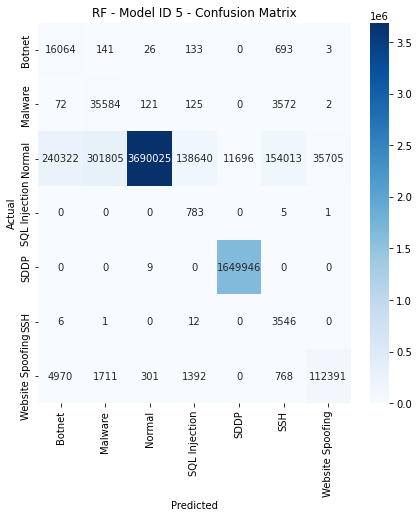 RF - Model ID 5 - Confusion Matrix
1e6
Botnet 16064 141 26 133 0 693 3
Malware 72 35584 121 125 0 3572 2
Normal 240322 301805 3690025 138640 11696 154013 35705
SQL Injection 0 0 0 783 0 5 1
SDDP 0 0 9 0 1649946 0 0
SSH 6 1 0 12 0 3546 0
Website Spoofing 4970 1711 301 1392 0 768 112391
Actual
Botnet Malware Normal SQL Injection SDDP SSH Website Spoofing
Predicted
3.5
3.0
2.5
2.0
1.5
1.0
0.5
0.0